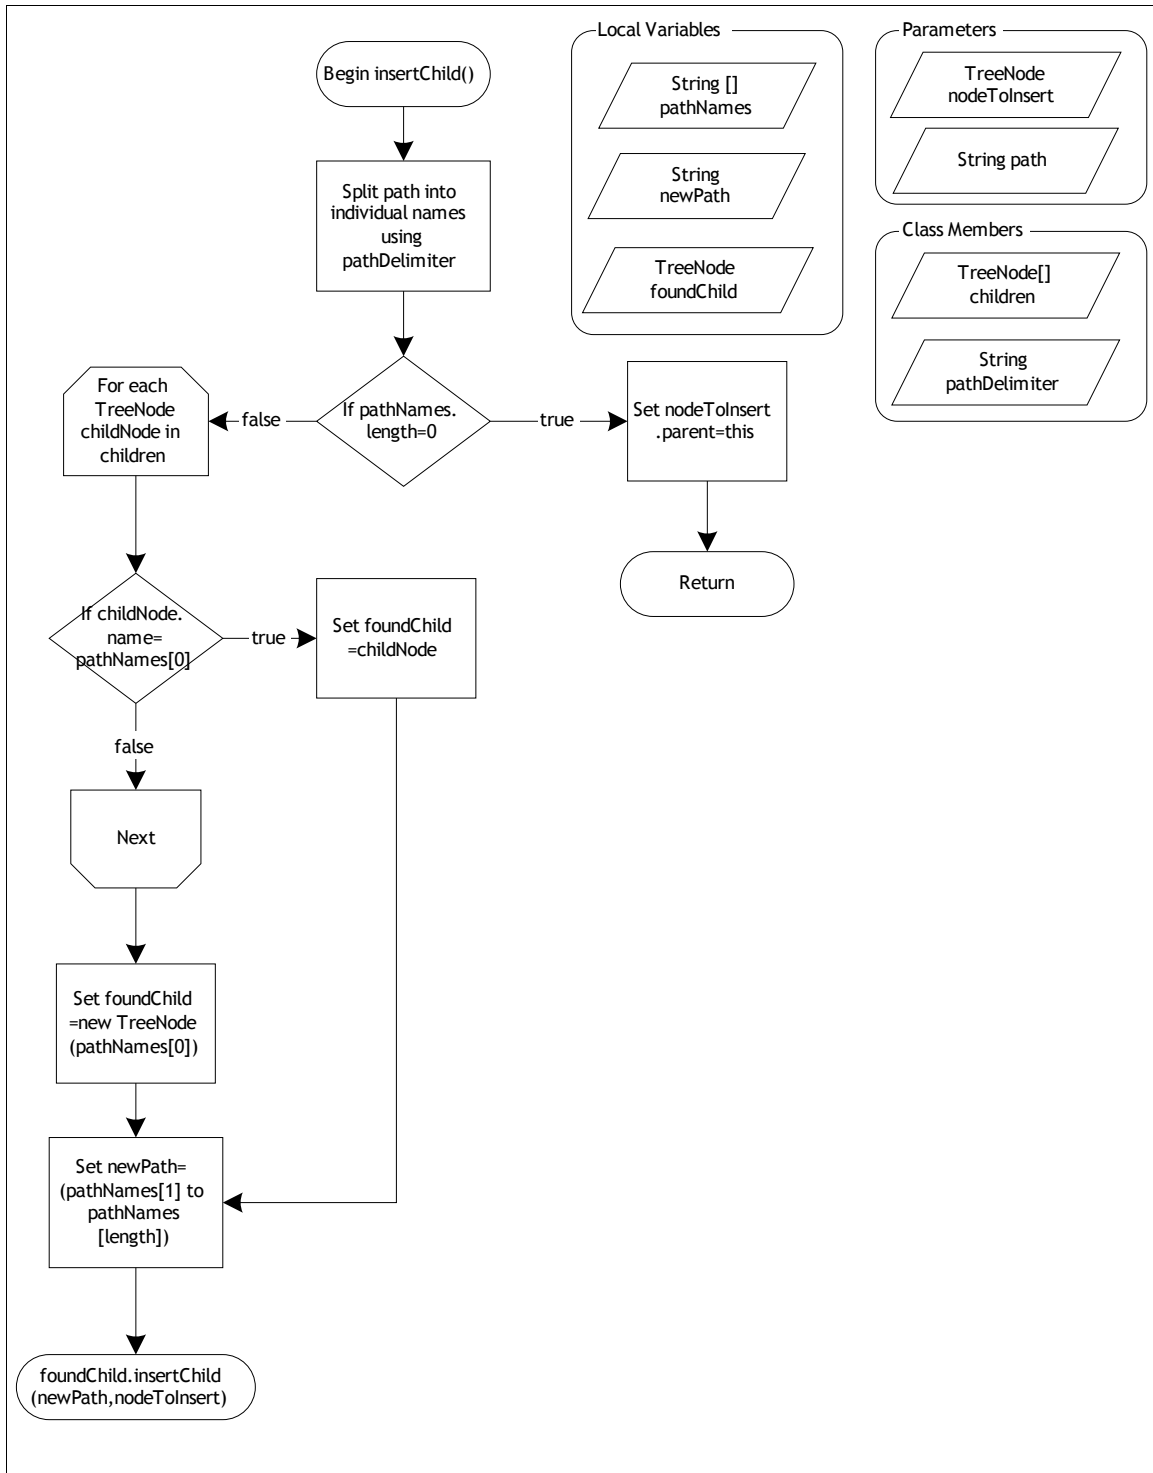 Begin insertChild()
Split path into
individual names
using
pathDelimiter
If pathNames.
length=0
false
true
For each
TreeNode
childNode in
children
Set nodeToInsert
.parent=this
Return
If childNode.
name=
pathNames[0]
true
Set foundChild
=childNode
false
Next
Set foundChild
=new TreeNode
(pathNames[0])
Set newPath=
(pathNames[1] to
pathNames
[length])
foundChild.insertChild
(newPath,nodeToInsert)
Local Variables
String []
pathNames
String
newPath
TreeNode
foundChild
Parameters
TreeNode
nodeToInsert
String path
Class Members
TreeNode[]
children
String
pathDelimiter